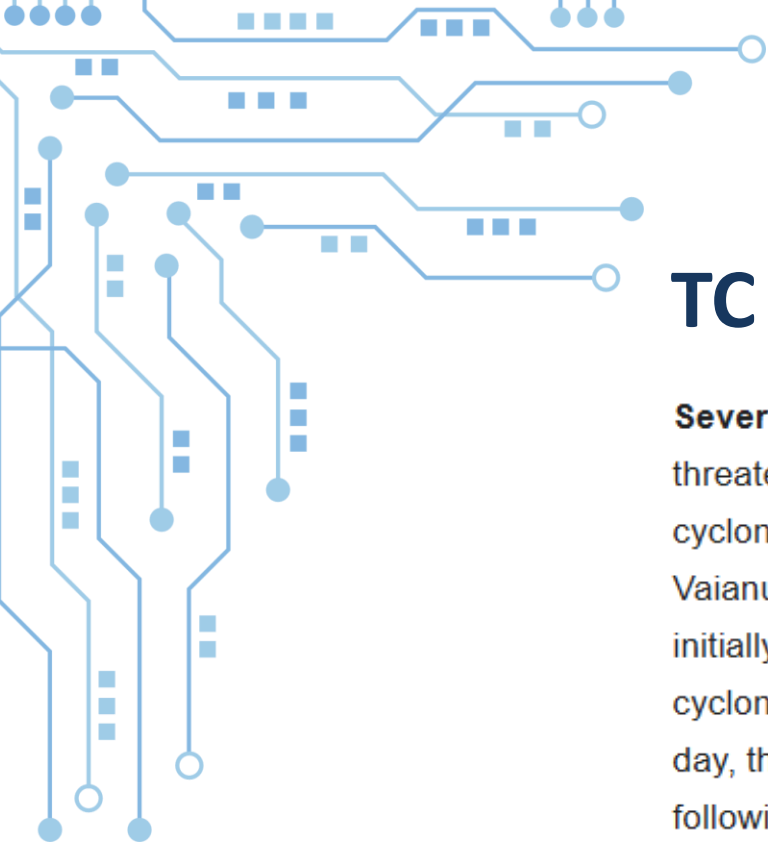 TC
Sever
threate
cyclon
Vaianu
initially
cyclon
day, th
followi